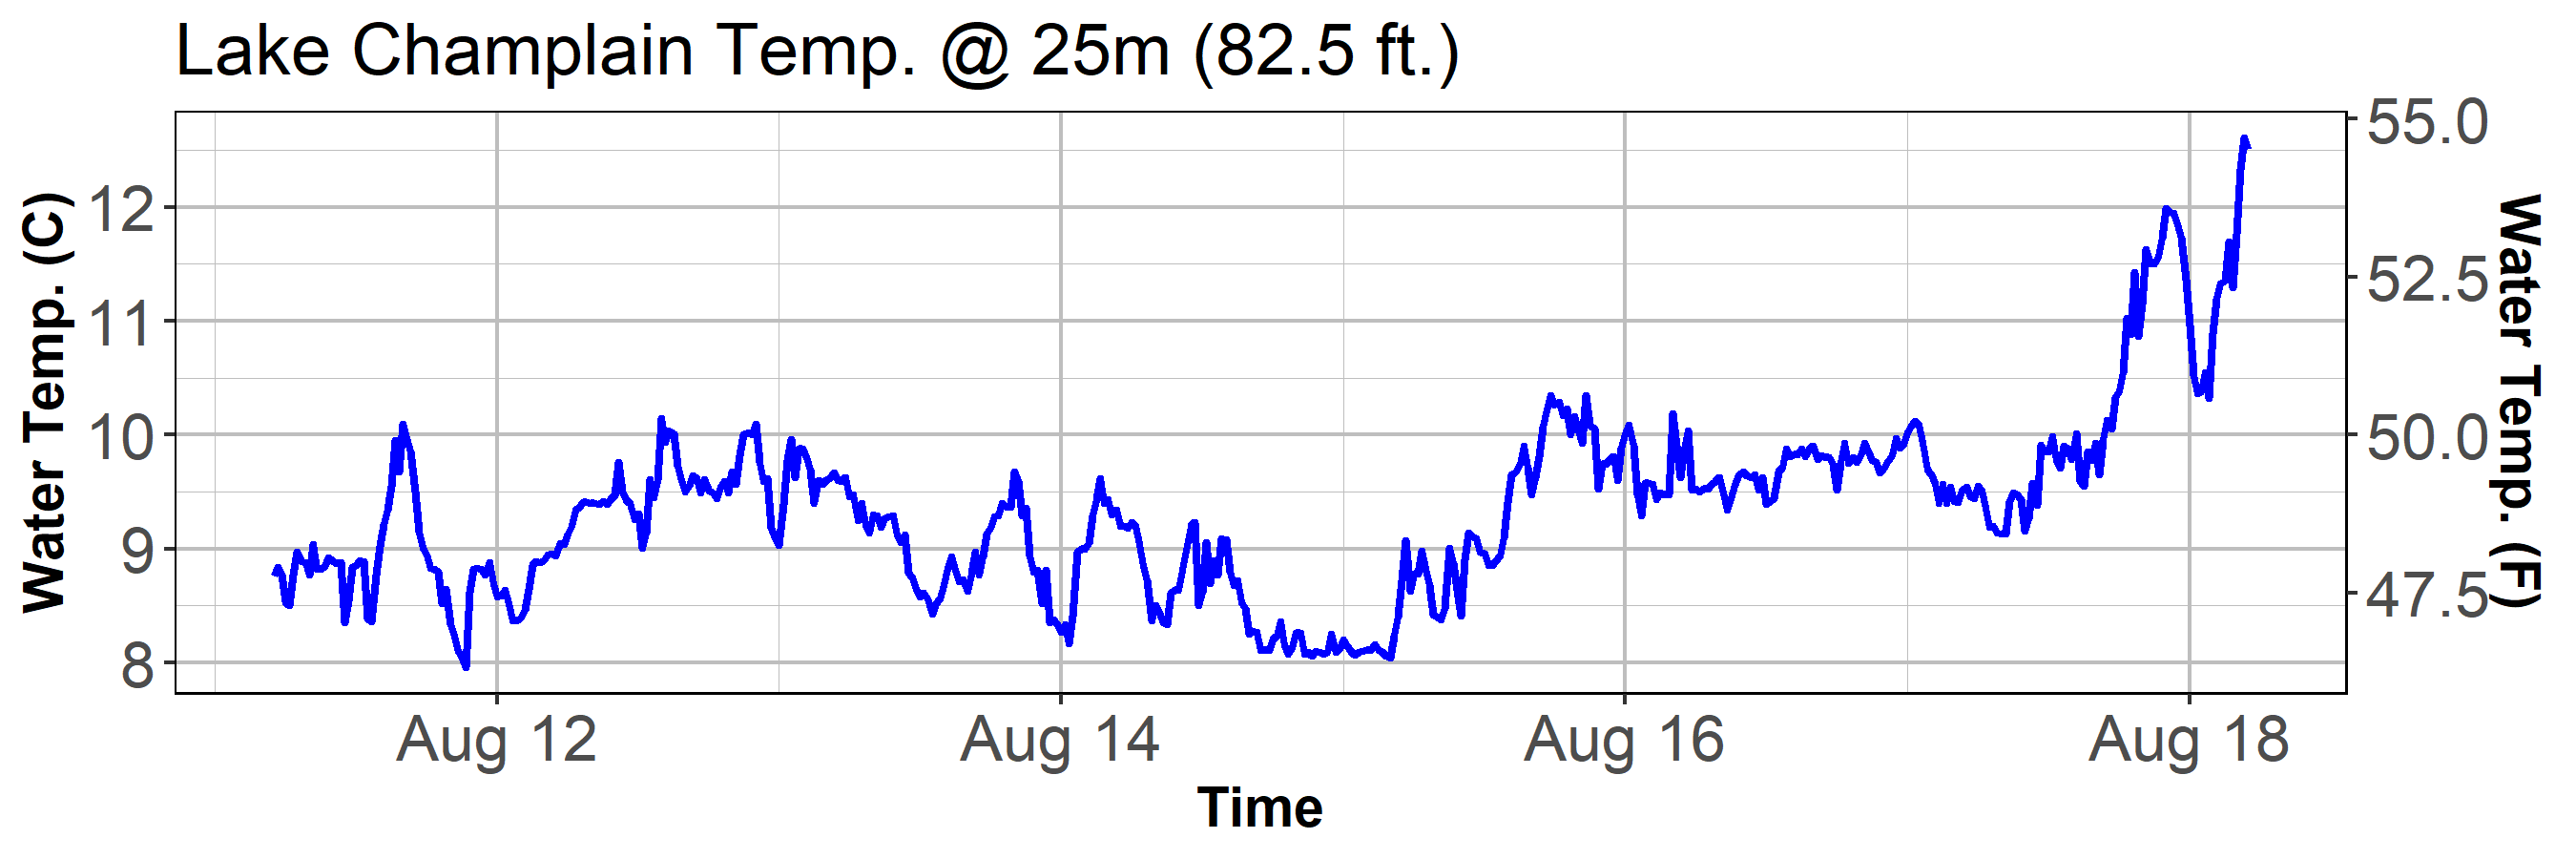 Lake Champlain Temp. @ 25m (82.5 ft.)
Water Temp. (C)
12
11
10
9
8
55.0
52.5
50.0
47.5
Water Temp. (F)
Aug 12
Aug 14
Aug 16
Aug 18
Time